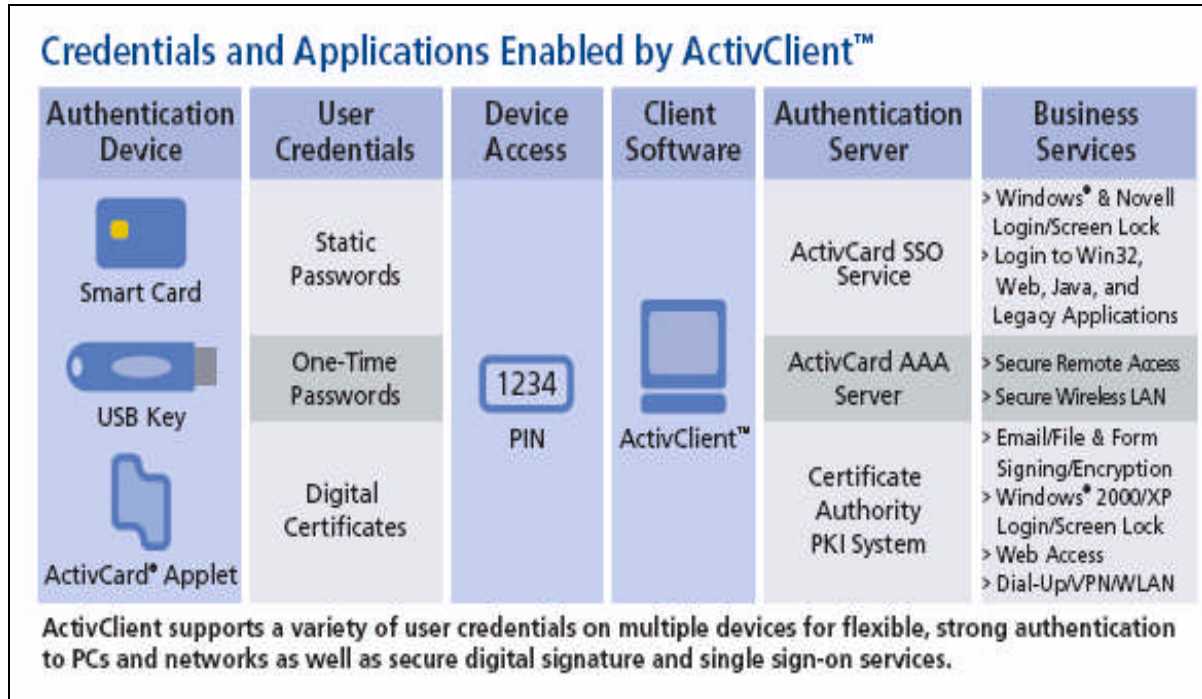 Credentials and Applications Enabled by ActivClient™
Authentication
Device
User
Credentials
Device
Access
Client
Software
Authentication
Server
Business
Services
Smart Card
USB Key
ActivCard® Applet
Static
Passwords
One-Time
Passwords
Digital
Certificates
1234
PIN
ActivClient™
ActivCard SSO
Service
ActivCard AAA
Server
Certificate
Authority
PKI System
> Windows® & Novell
Login/Screen Lock
> Login to Win32,
Web, Java, and
Legacy Applications
> Secure Remote Access
> Secure Wireless LAN
> Email/File & Form
Signing/Encryption
> Windows® 2000/XP
Login/Screen Lock
> Web Access
> Dial-Up/VPN/WLAN
ActivClient supports a variety of user credentials on multiple devices for flexible, strong authentication
to PCs and networks as well as secure digital signature and single sign-on services.